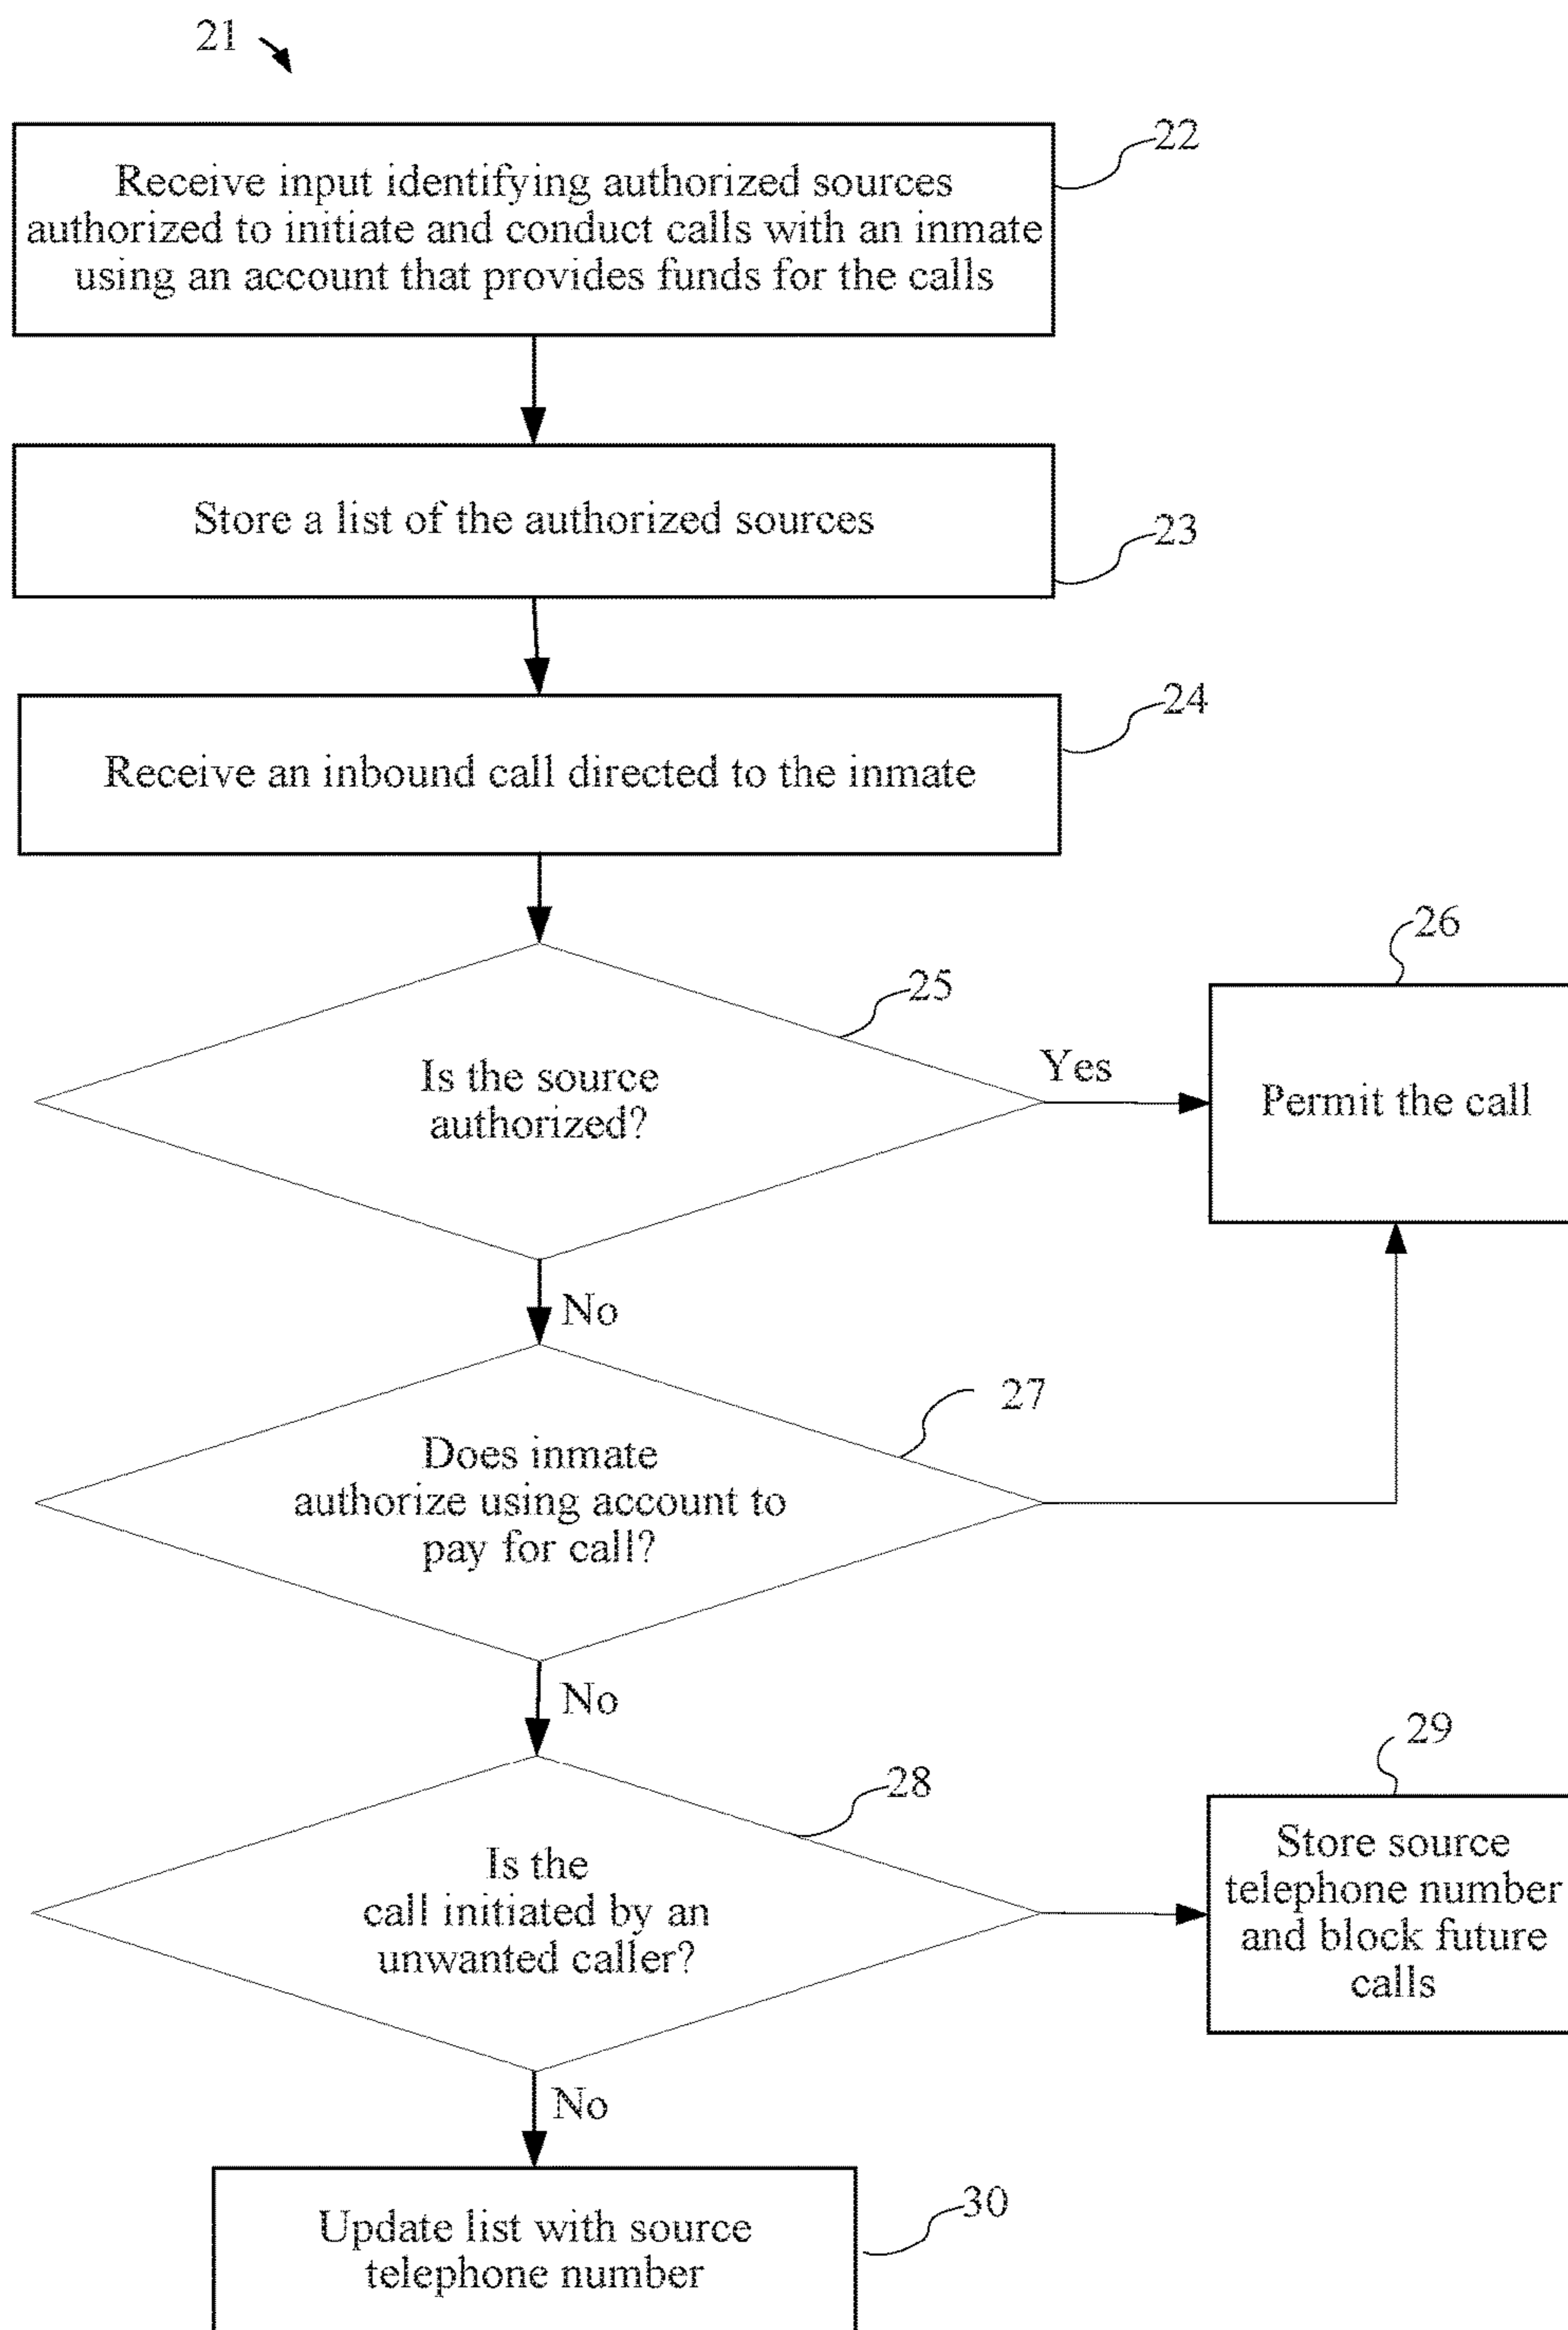 21
22
Receive input identifying authorized sources
authorized to initiate and conduct calls with an inmate
using an account that provides funds for the calls
Store a list of the authorized sources
23
24
Receive an inbound call directed to the inmate
26
25
Is the source
authorized?
Yes
Permit the call
No
27
Does inmate
authorize using account to
pay for call?
No
29
28
Is the
call initiated by an
unwanted caller?
Store source
telephone number
and block future
calls
No
30
Update list with source
telephone number